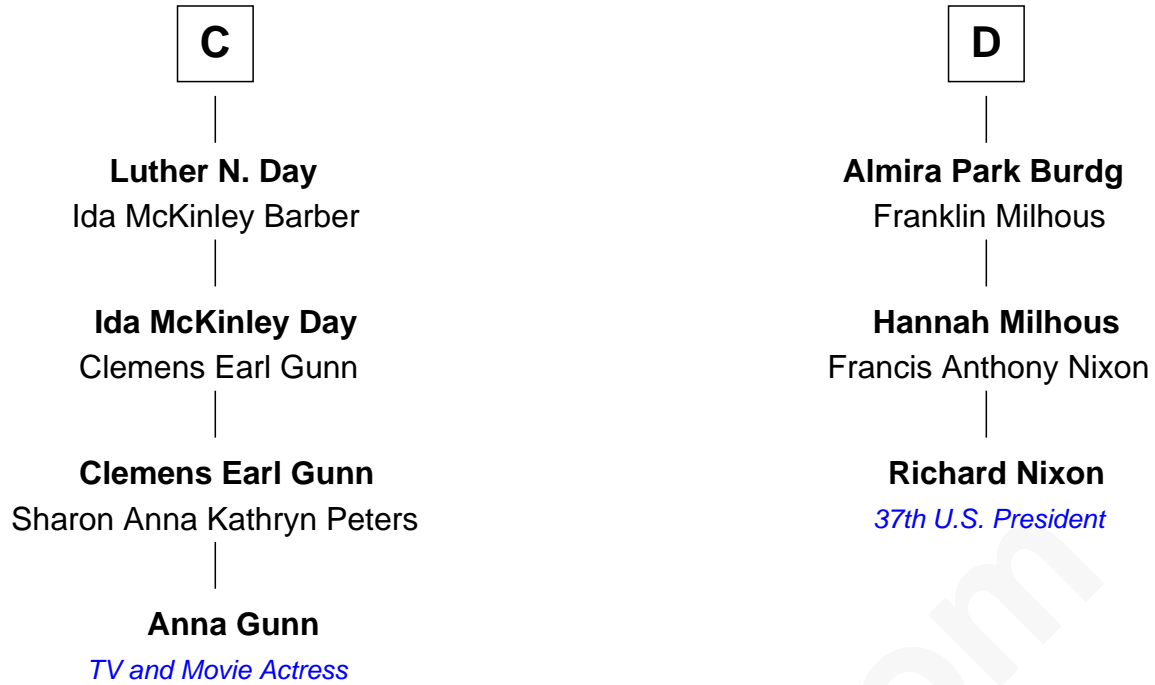 C
Luther N. Day
Ida McKinley Barber
Ida McKinley Day
Clemens Earl Gunn
Clemens Earl Gunn
Sharon Anna Kathryn Peters
Anna Gunn
TV and Movie Actress
D
Almira Park Burdg
Franklin Milhous
Hannah Milhous
Francis Anthony Nixon
Richard Nixon
37th U.S. President
om